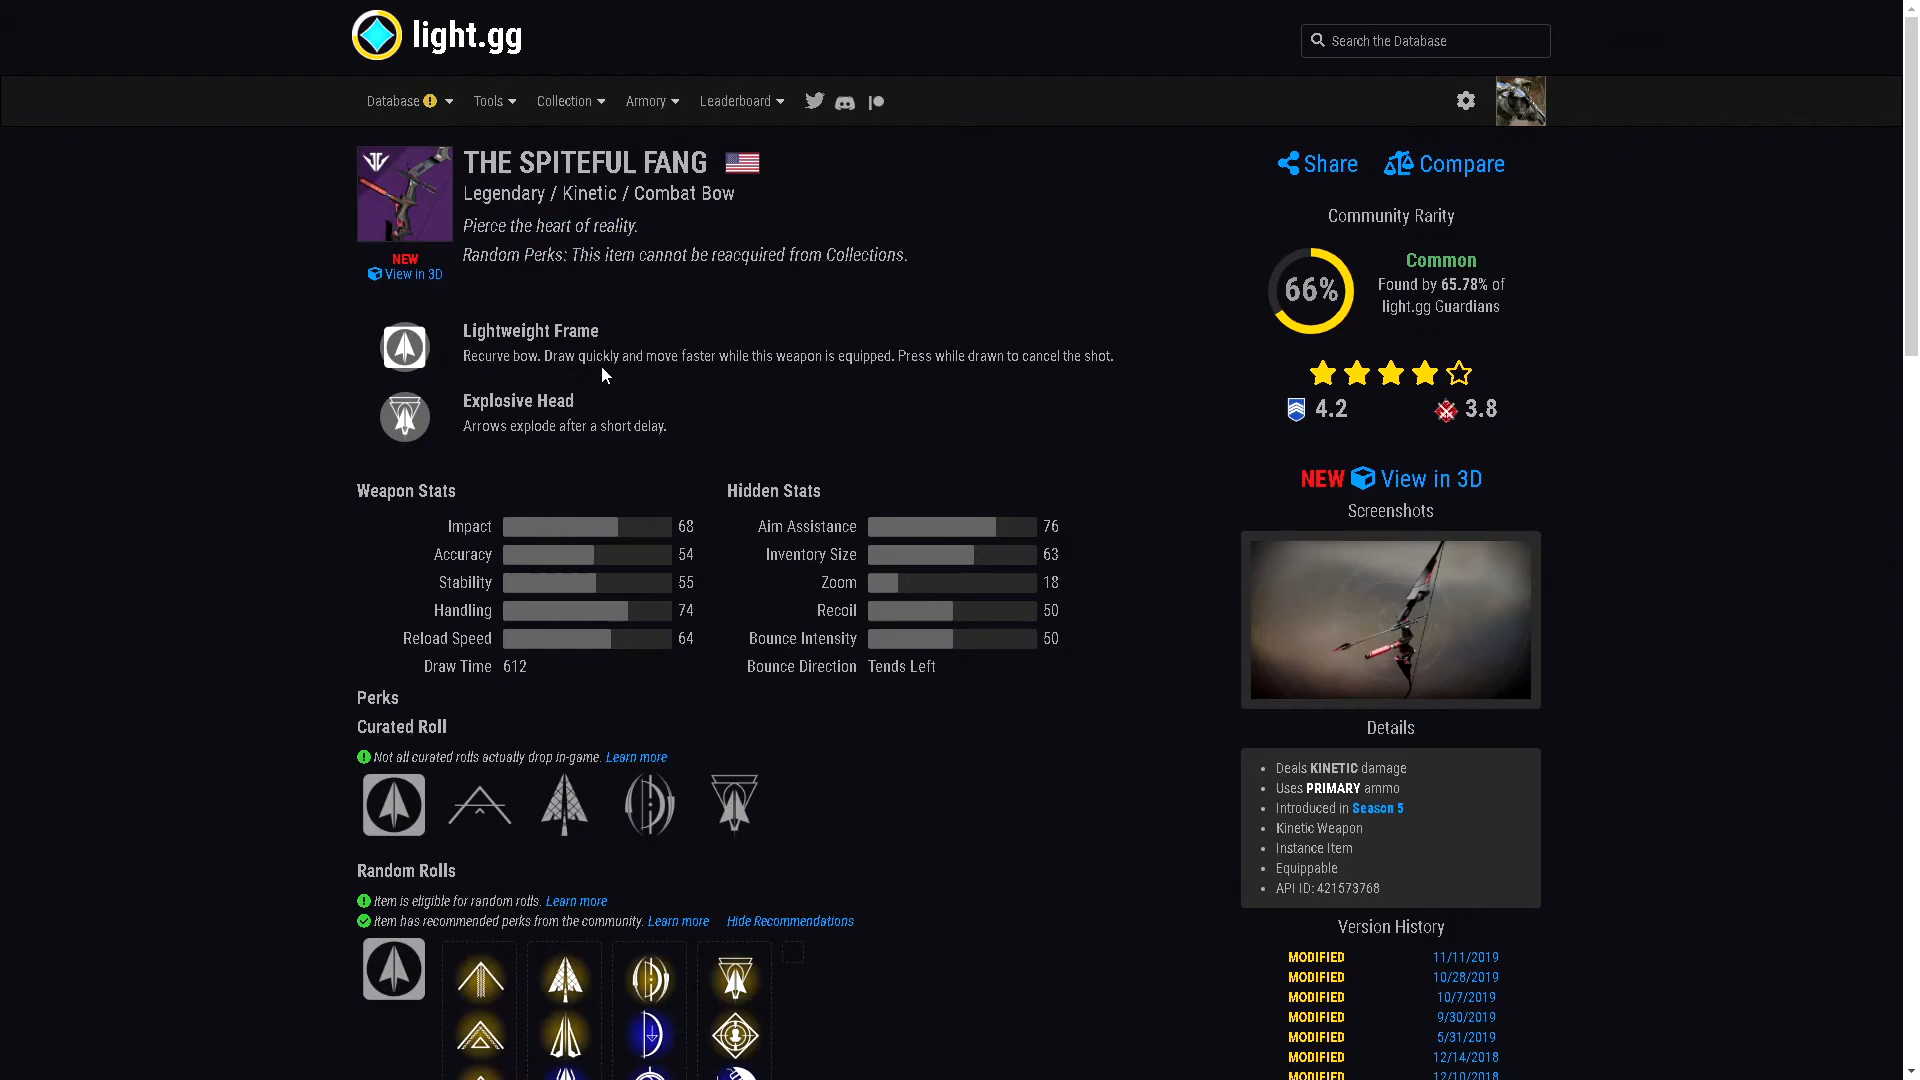 light.gg
Search the Database
Database
Tools
Collection
Armory
Leaderboard
THE SPITEFUL FANG
Legendary / Kinetic / Combat Bow
Pierce the heart of reality.
Random Perks: This item cannot be reacquired from Collections.
NEW
View in 3D
Lightweight Frame
Recurve bow. Draw quickly and move faster while this weapon is equipped. Press while drawn to cancel the shot.
Explosive Head
Arrows explode after a short delay.
Weapon Stats
Impact 68
Accuracy 54
Stability 55
Handling 74
Reload Speed 64
Draw Time 612
Hidden Stats
Aim Assistance 76
Inventory Size 63
Zoom 18
Recoil 50
Bounce Intensity 50
Bounce Direction Tends Left
Perks
Curated Roll
Not all curated rolls actually drop in-game. Learn more
Random Rolls
Item is eligible for random rolls. Learn more
Item has recommended perks from the community. Learn more Hide Recommendations
Share Compare
Community Rarity
66%
Common
Found by 65.78% of
light.gg Guardians
4.2 3.8
NEW View in 3D
Screenshots
Details
Deals KINETIC damage
Uses PRIMARY ammo
Introduced in Season 5
Kinetic Weapon
Instance Item
Equippable
API ID: 421573768
Version History
MODIFIED 11/11/2019
MODIFIED 10/28/2019
MODIFIED 10/7/2019
MODIFIED 9/30/2019
MODIFIED 5/31/2019
MODIFIED 12/14/2018
MODIFIED 12/10/2018